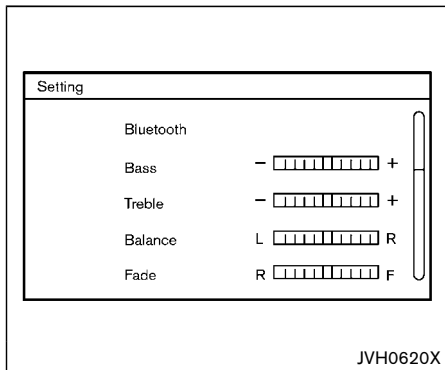 Setting
Bluetooth
Bass − +
Treble − +
Balance L R
Fade R F
JVH0620X